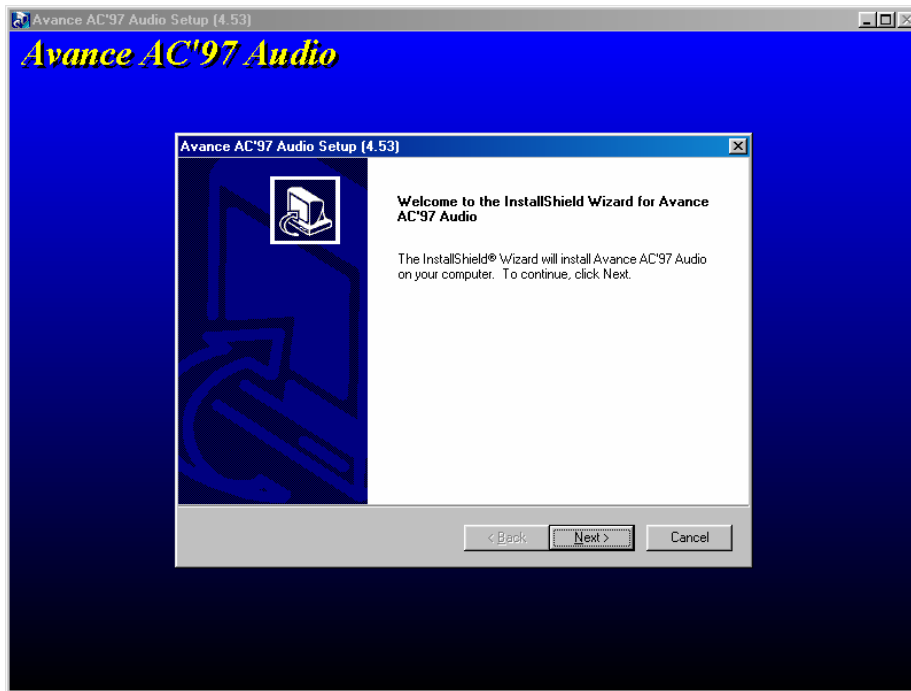 Avance AC'97 Audio Setup (4.53)
Avance AC'97 Audio
Avance AC'97 Audio Setup (4.53)
Welcome to the InstallShield Wizard for Avance
AC'97 Audio
The InstallShield® Wizard will install Avance AC'97 Audio
on your computer. To continue, click Next.
< Back
Next >
Cancel